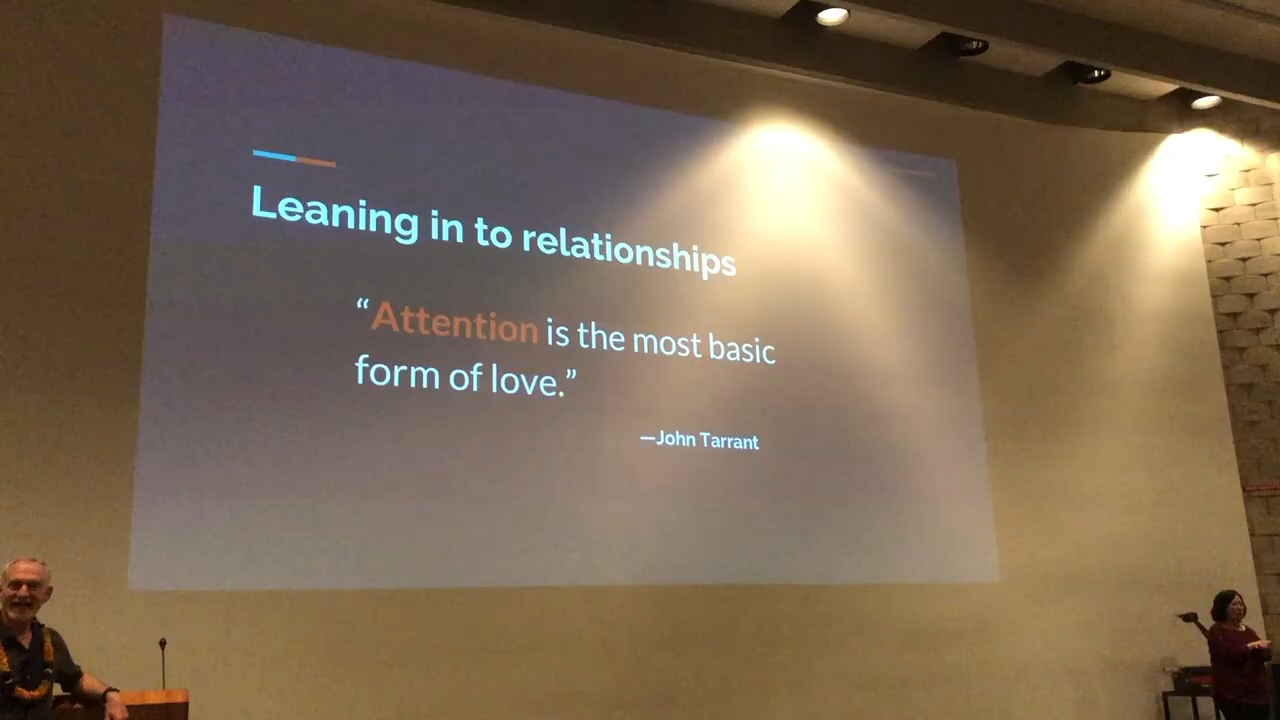 Leaning in to relationships
“Attention is the most basic
form of love.”
—John Tarrant